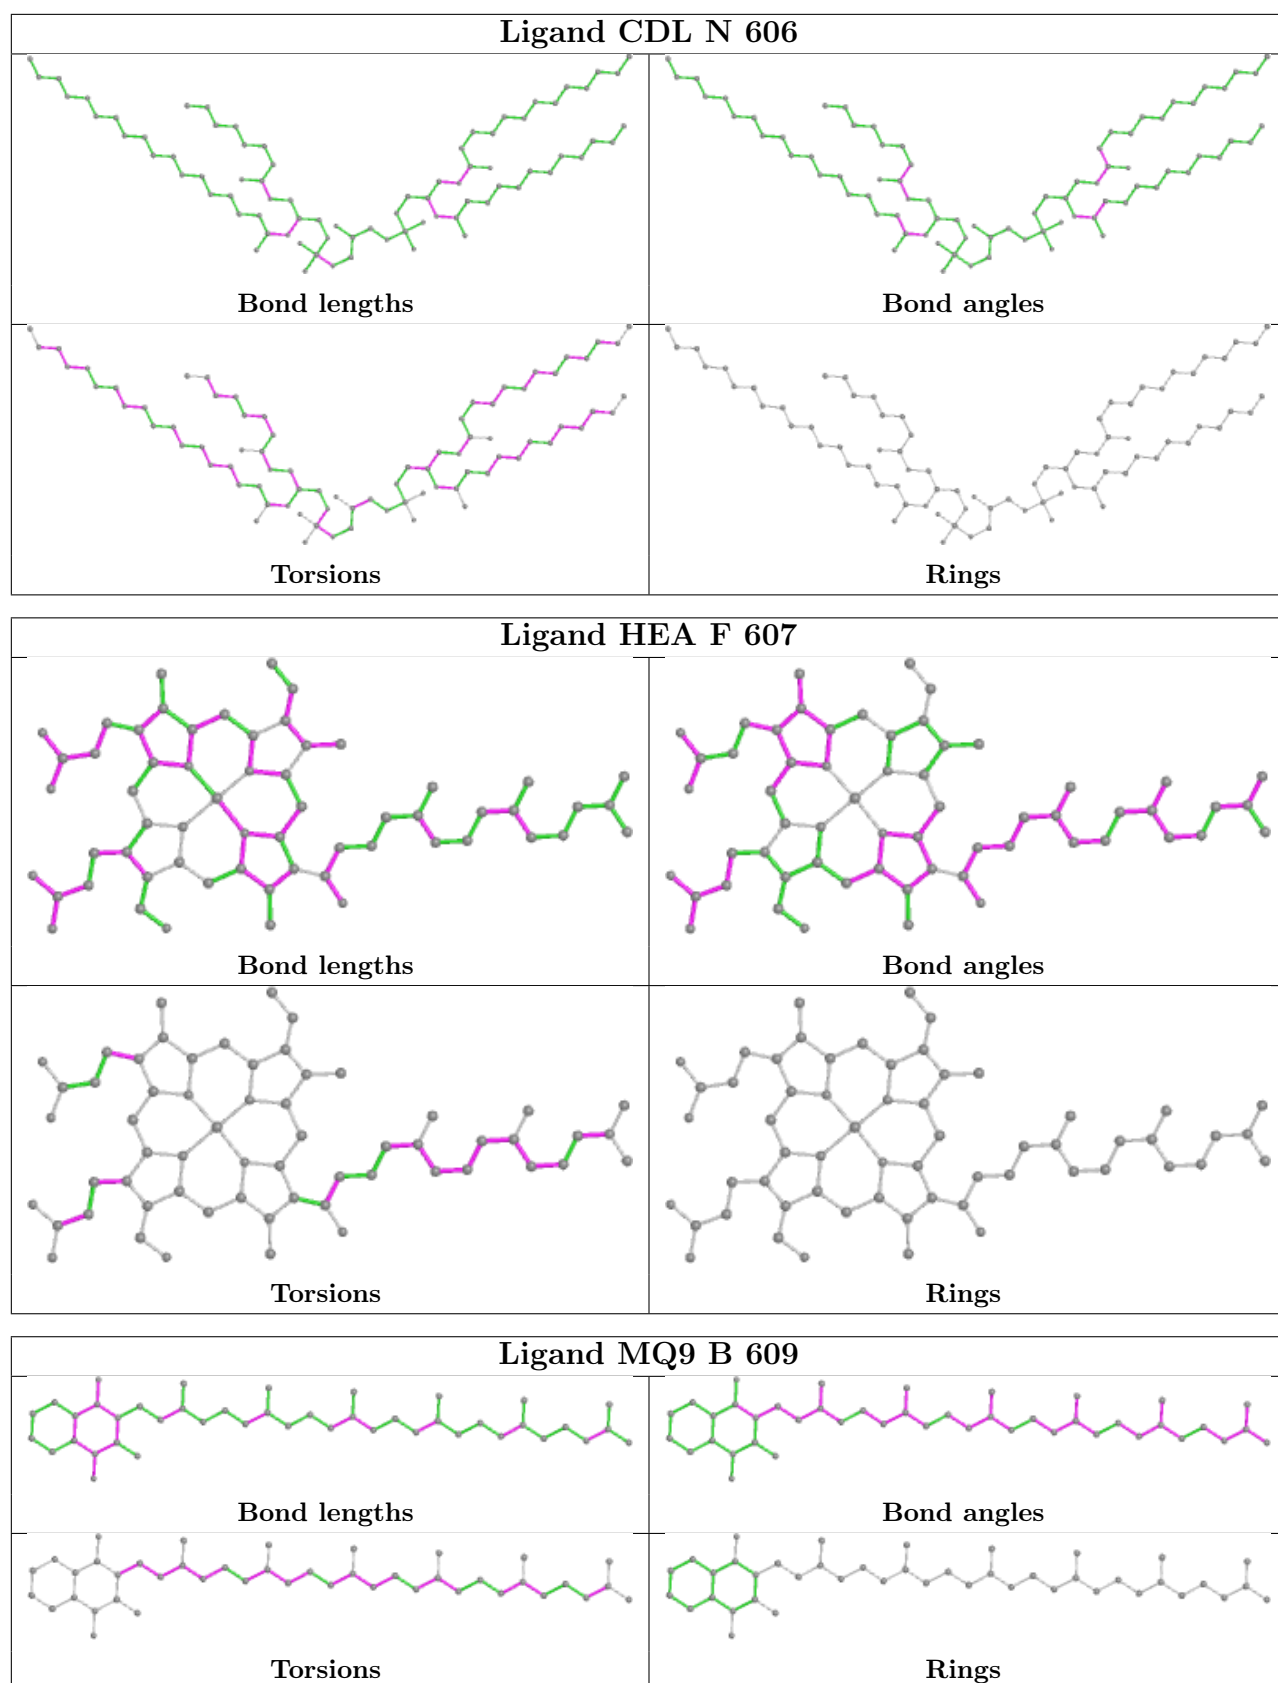 Ligand CDL N 606
Bond lengths
Bond angles
Torsions
Rings
Ligand HEA F 607
Bond lengths
Bond angles
Torsions
Rings
Ligand MQ9 B 609
Bond lengths
Bond angles
Torsions
Rings